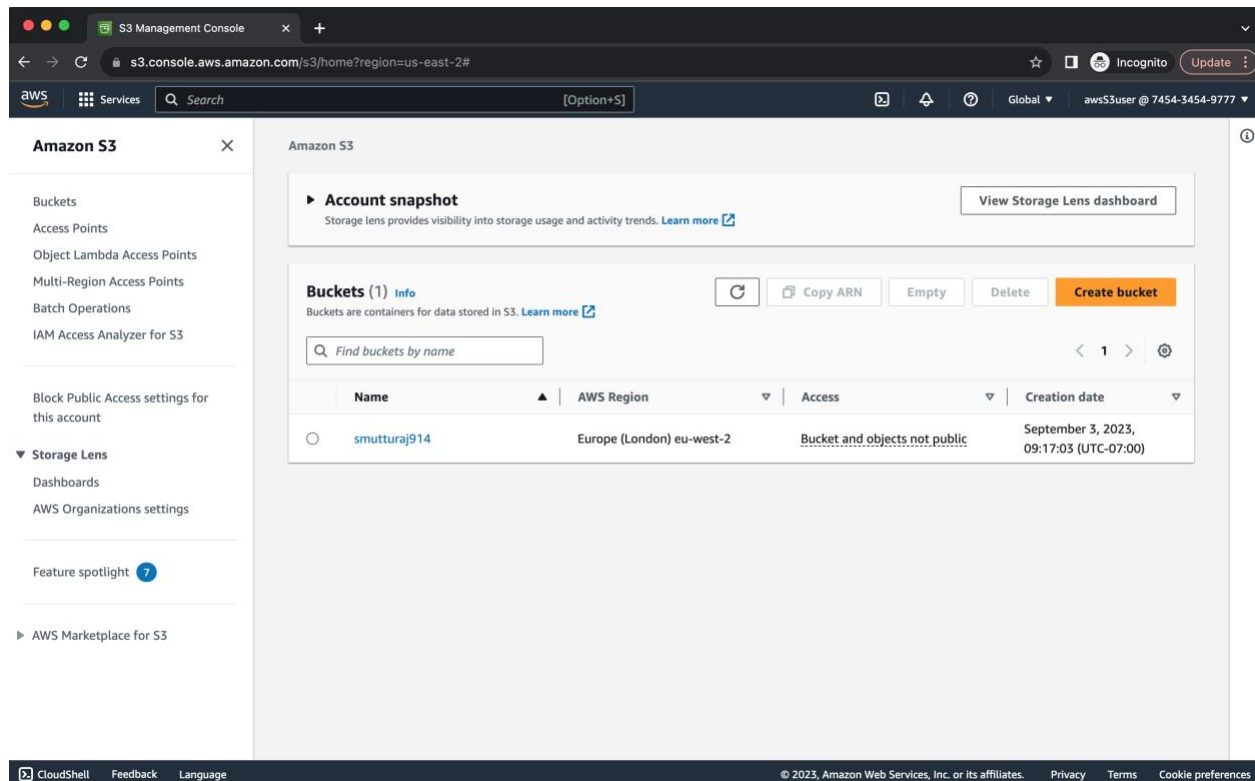 S3 Management Console
s3.console.aws.amazon.com/s3/home?region=us-east-2#
Incognito
Update
aws
Services
Search
[Option+S]
Global
awsS3user @ 7454-3454-9777
Amazon S3
Buckets
Access Points
Object Lambda Access Points
Multi-Region Access Points
Batch Operations
IAM Access Analyzer for S3
Block Public Access settings for
this account
Storage Lens
Dashboards
AWS Organizations settings
Feature spotlight 7
AWS Marketplace for S3
Amazon S3
Account snapshot
Storage lens provides visibility into storage usage and activity trends. Learn more
View Storage Lens dashboard
Buckets (1) Info
Buckets are containers for data stored in S3. Learn more
Copy ARN
Empty
Delete
Create bucket
Find buckets by name
1
Name
AWS Region
Access
Creation date
smutturaj914
Europe (London) eu-west-2
Bucket and objects not public
September 3, 2023,
09:17:03 (UTC-07:00)
CloudShell
Feedback
Language
© 2023, Amazon Web Services, Inc. or its affiliates.
Privacy
Terms
Cookie preferences